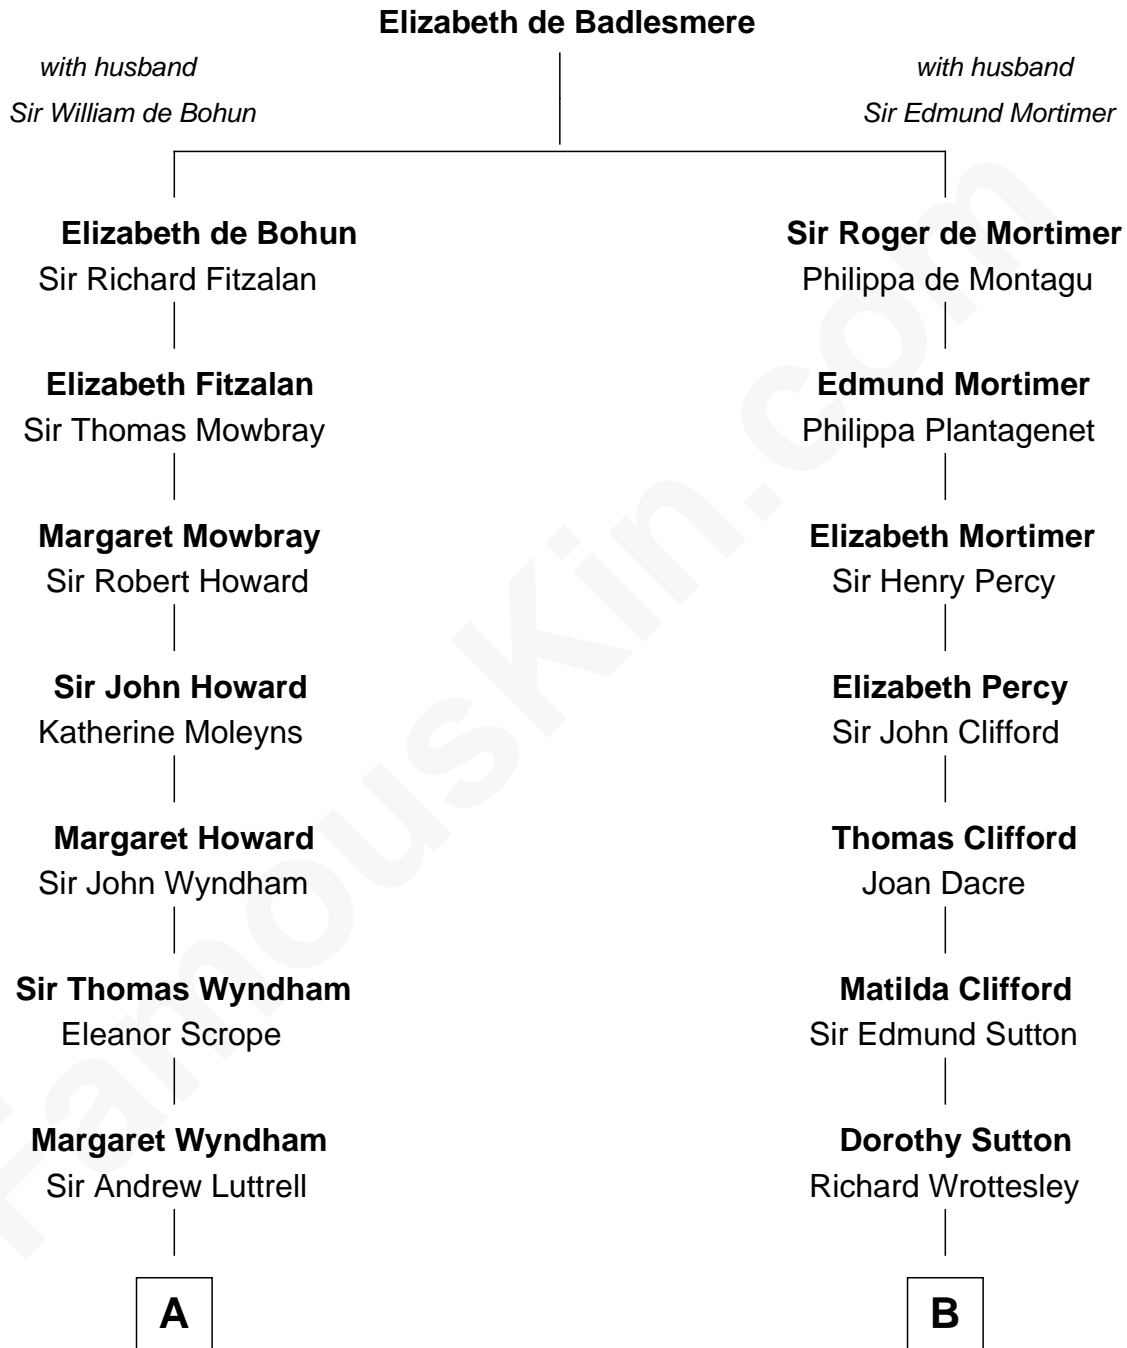 Elizabeth de Badlesmere
with husband
Sir William de Bohun
with husband
Sir Edmund Mortimer
Elizabeth de Bohun
Sir Richard Fitzalan
Sir Roger de Mortimer
Philippa de Montagu
Elizabeth Fitzalan
Sir Thomas Mowbray
Edmund Mortimer
Philippa Plantagenet
Margaret Mowbray
Sir Robert Howard
Elizabeth Mortimer
Sir Henry Percy
Sir John Howard
Katherine Moleyns
Elizabeth Percy
Sir John Clifford
Margaret Howard
Sir John Wyndham
Thomas Clifford
Joan Dacre
Sir Thomas Wyndham
Eleanor Scrope
Matilda Clifford
Sir Edmund Sutton
Margaret Wyndham
Sir Andrew Luttrell
Dorothy Sutton
Richard Wrottesley
A
B
FamousKin.com